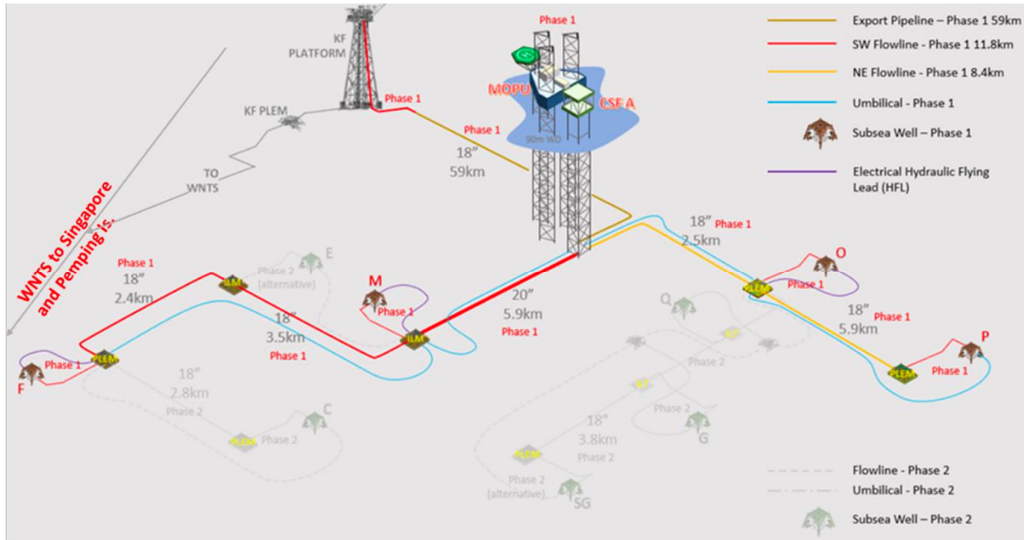 KF
PLATFORM
Phase 1
KF PLEM
TO
WNTS
WNTS to Singapore
and Pemping is.
Phase 1
18”
59km
Phase 1
MOPU
CSF A
90m WD
Export Pipeline – Phase 1 59km
SW Flowline - Phase 1 11.8km
NE Flowline - Phase 1 8.4km
Umbilical - Phase 1
Subsea Well – Phase 1
Electrical Hydraulic Flying
Lead (HFL)
Phase 1
18”
2.4km
ILM
Phase 2
(alternative)
E
M
Phase 1
ILM
18”
3.5km
Phase 1
20”
5.9km
Phase 1
18”
2.5km
Phase 1
PLEM
O
Phase 1
18”
5.9km
Phase 1
PLEM
P
Phase 1
F
Phase 1
PLEM
18”
2.8km
Phase 2
PLEM
Phase 2
C
Q
Phase 2
Phase 2
G
18”
3.8km
Phase 2
PLEM
Phase 2
(alternative)
SG
Flowline - Phase 2
Umbilical - Phase 2
Subsea Well – Phase 2